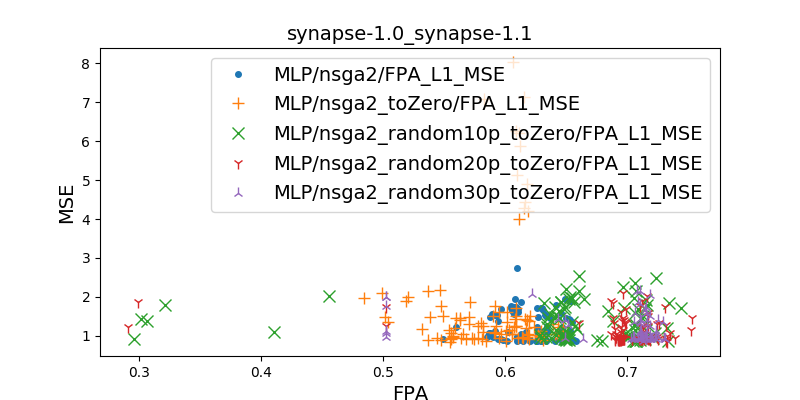 synapse-1.0_synapse-1.1
MLP/nsga2/FPA_L1_MSE
MLP/nsga2_toZero/FPA_L1_MSE
MLP/nsga2_random10p_toZero/FPA_L1_MSE
MLP/nsga2_random20p_toZero/FPA_L1_MSE
MLP/nsga2_random30p_toZero/FPA_L1_MSE
MSE
8
7
6
5
4
3
2
1
0.3 0.4 0.5 0.6 0.7
FPA